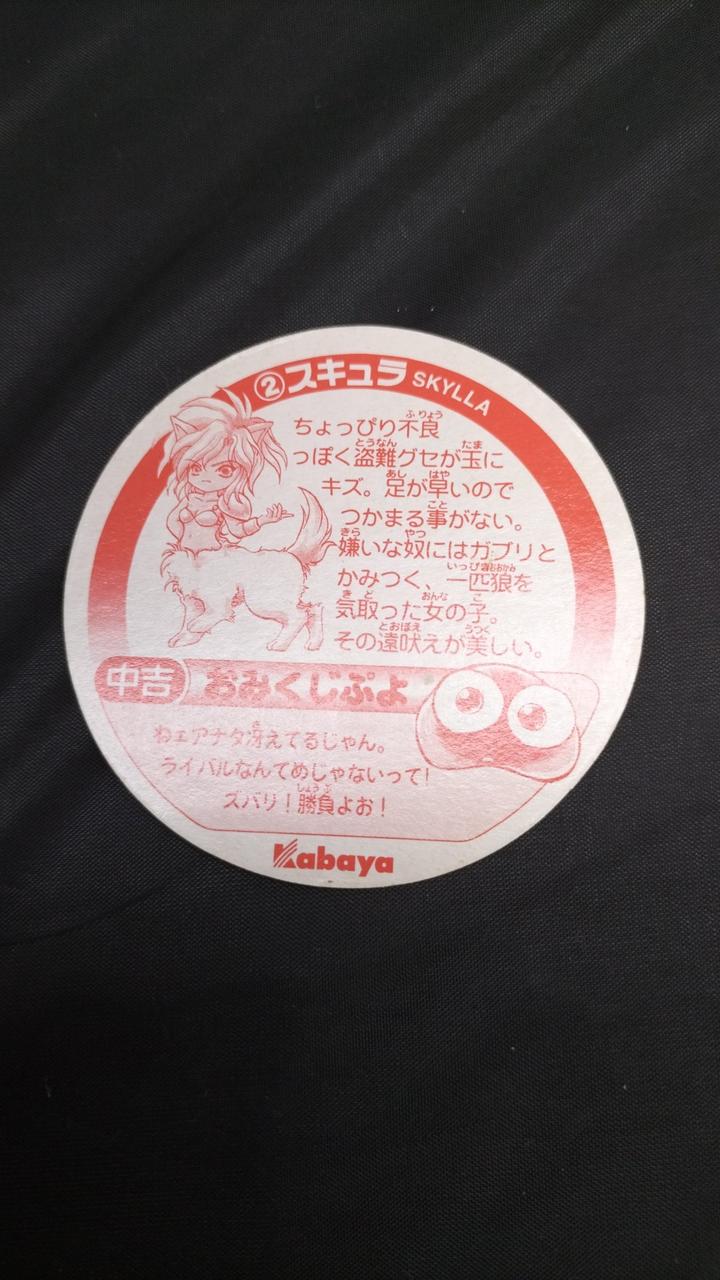 ②スキュラ SKYLLA
ちょっぴり不良
っぽく盗難グセが玉に
キズ。足が早いので
つかまる事がない。
嫌いな奴にはガブリと
かみつく、一匹狼を
気取った女の子。
その遠吠えが美しい。
中吉 おみくじぷよ
ねェアナタ冴えてるじゃん。
ライバルなんてめじゃないって!
ズバリ!勝負よお!
Kabaya